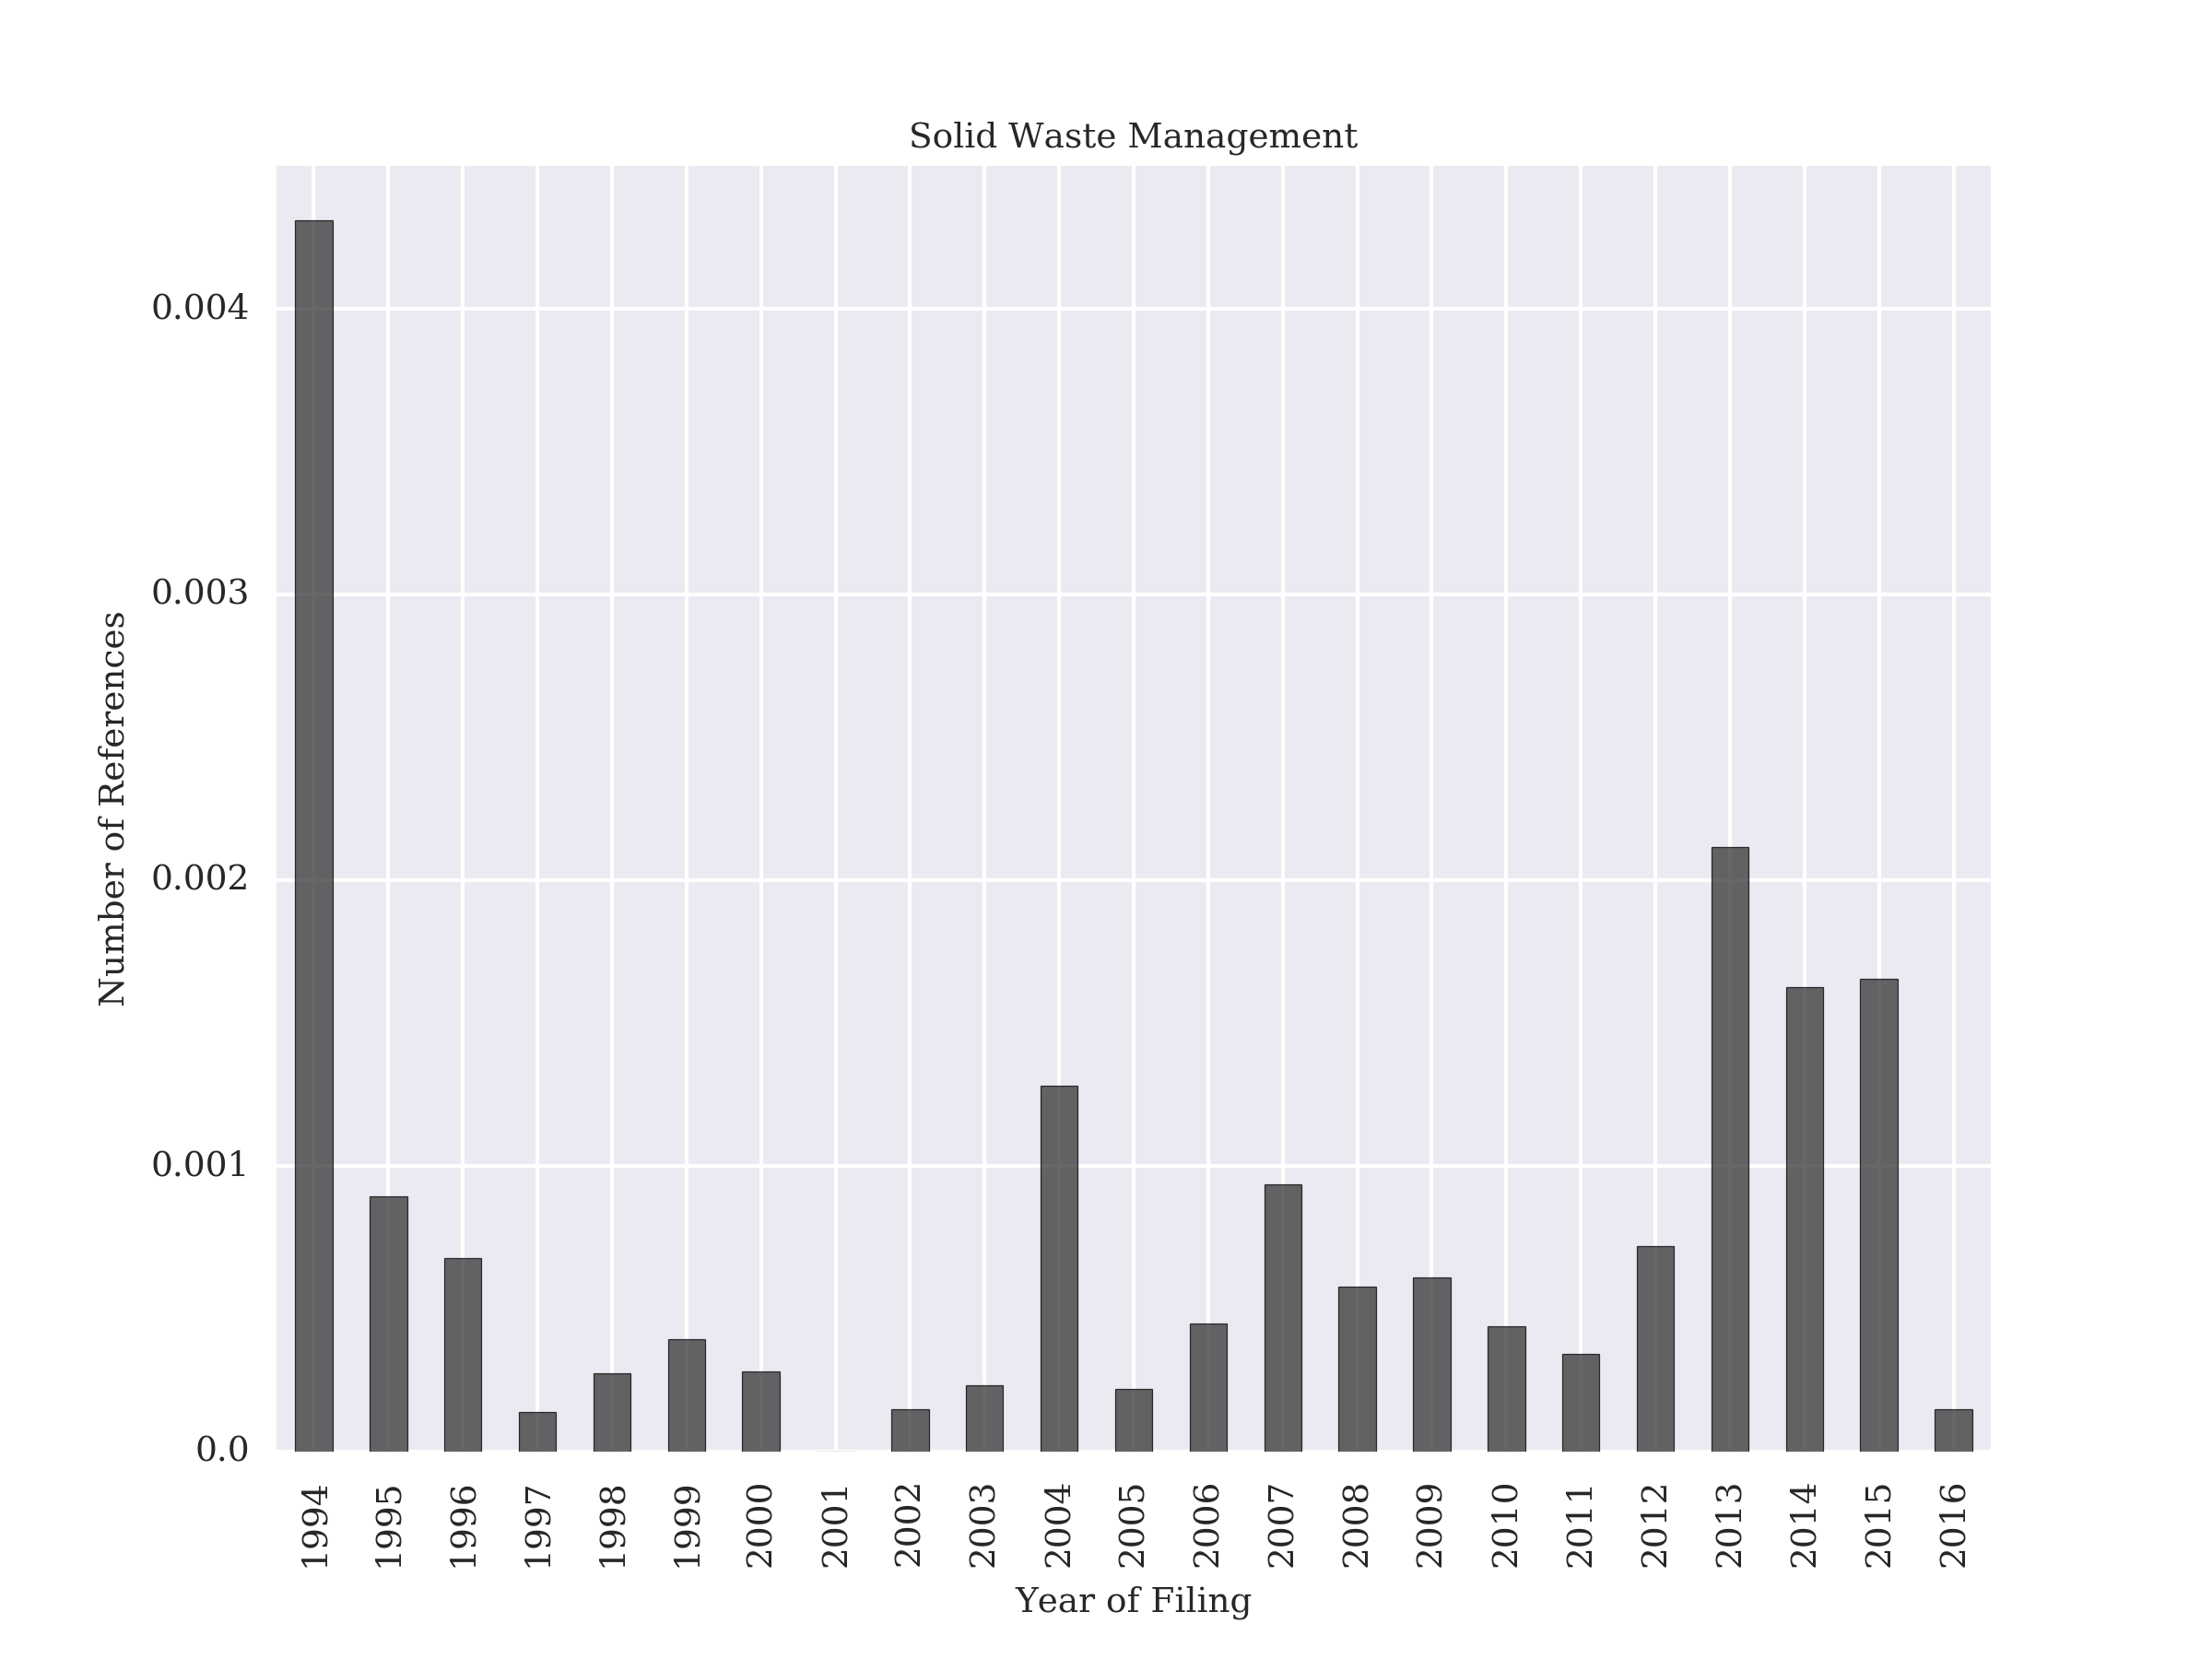 Solid Waste Management
Number of References
0.004
0.003
0.002
0.001
0.0
1994 1995 1996 1997 1998 1999 2000 2001 2002 2003 2004 2005 2006 2007 2008 2009 2010 2011 2012 2013 2014 2015 2016
Year of Filing